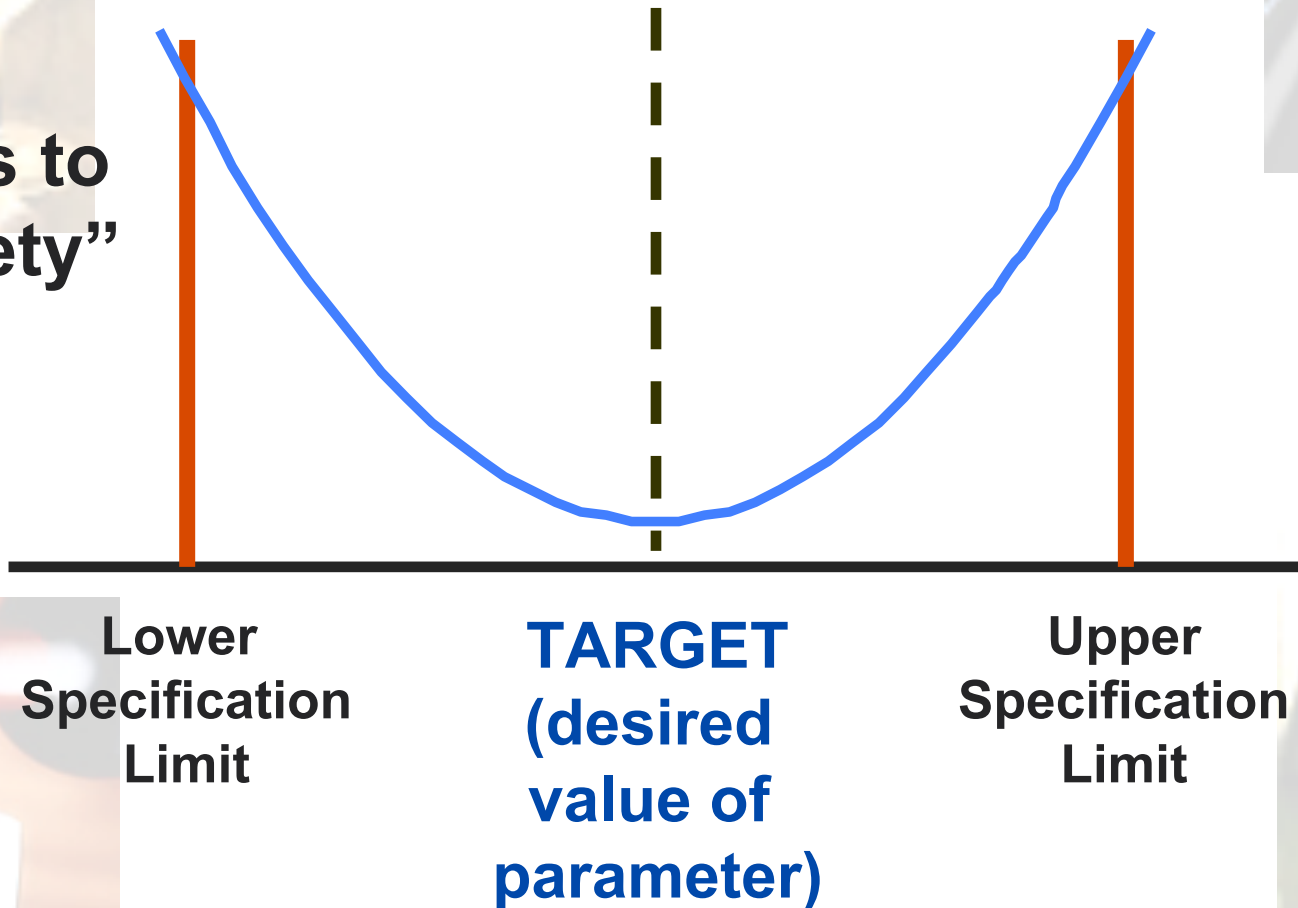 s to
ety”
Lower
Specification
Limit
TARGET
(desired
value of
parameter)
Upper
Specification
Limit